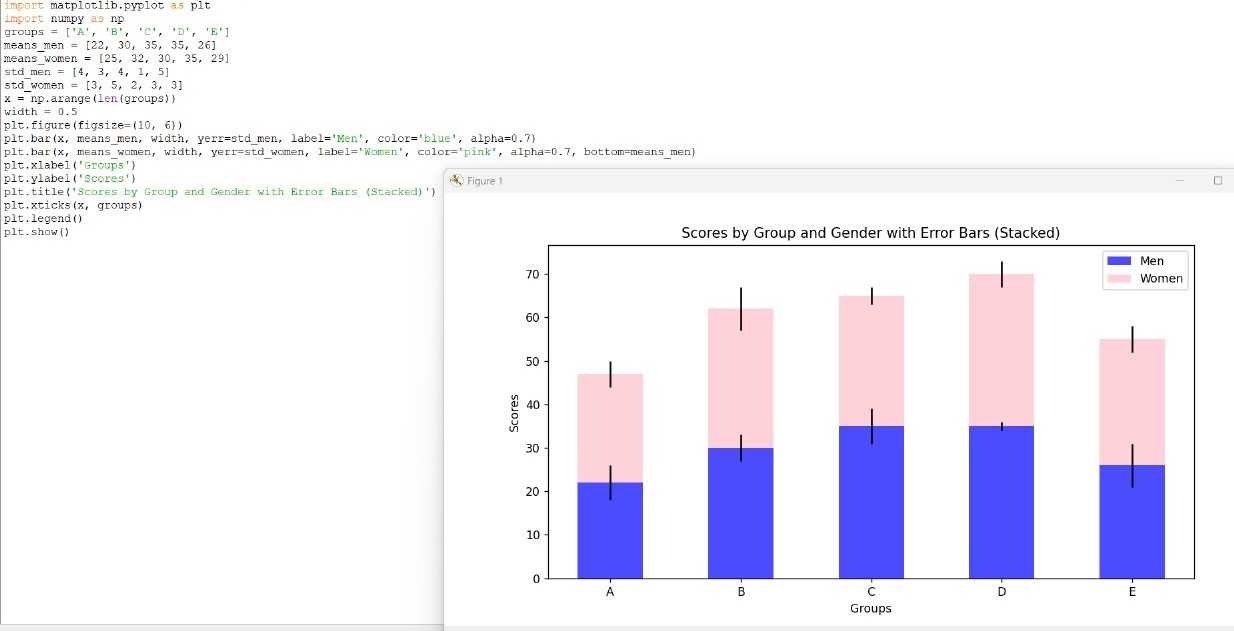 import matplotlib.pyplot as plt
import numpy as np
groups = ['A', 'B', 'C', 'D', 'E']
means_men = [22, 30, 35, 35, 26]
means_women = [25, 32, 30, 35, 29]
std_men = [4, 3, 4, 1, 5]
std_women = [3, 5, 2, 3, 3]
x = np.arange(len(groups))
width = 0.5
plt.figure(figsize=(10, 6))
plt.bar(x, means_men, width, yerr=std_men, label='Men', color='blue', alpha=0.7)
plt.bar(x, means_women, width, yerr=std_women, label='Women', color='pink', alpha=0.7, bottom=means_men)
plt.xlabel('Groups')
plt.ylabel('Scores')
plt.title('Scores by Group and Gender with Error Bars (Stacked)')
plt.xticks(x, groups)
plt.legend()
plt.show()
Figure 1
Scores by Group and Gender with Error Bars (Stacked)
Men
Women
Scores
70
60
50
40
30
20
10
0
A B C D E
Groups